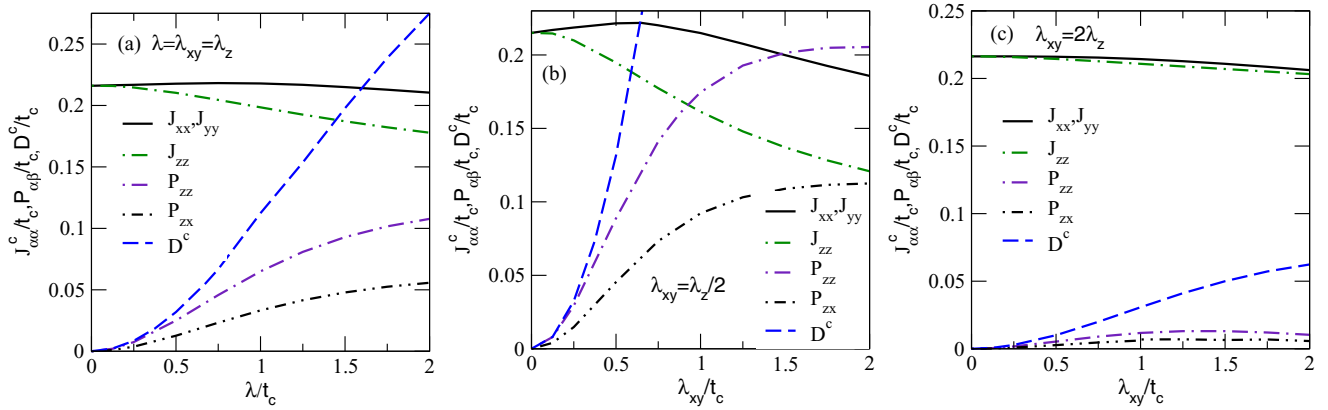 (a) λ=λxy=λz
0.25
0.2
0.15
0.1
0.05
0
Jᶜαα/tc, Pαβ/tc, Dᶜ/tc
Jxx,Jyy
Jzz
Pzz
Pzx
Dᶜ
0 0.5 1 1.5 2
λ/tc
(b)
0.2
0.15
0.1
0.05
0
Jᶜαα/tc, Pαβ/tc, Dᶜ/tc
Jxx,Jyy
Jzz
Pzz
Pzx
Dᶜ
λxy=λz/2
0 0.5 1 1.5 2
λxy/tc
(c) λxy=2λz
0.25
0.2
0.15
0.1
0.05
0
Jᶜαα/tc, Pαβ/tc, Dᶜ/tc
Jxx,Jyy
Jzz
Pzz
Pzx
Dᶜ
0 0.5 1 1.5 2
λxy/tc